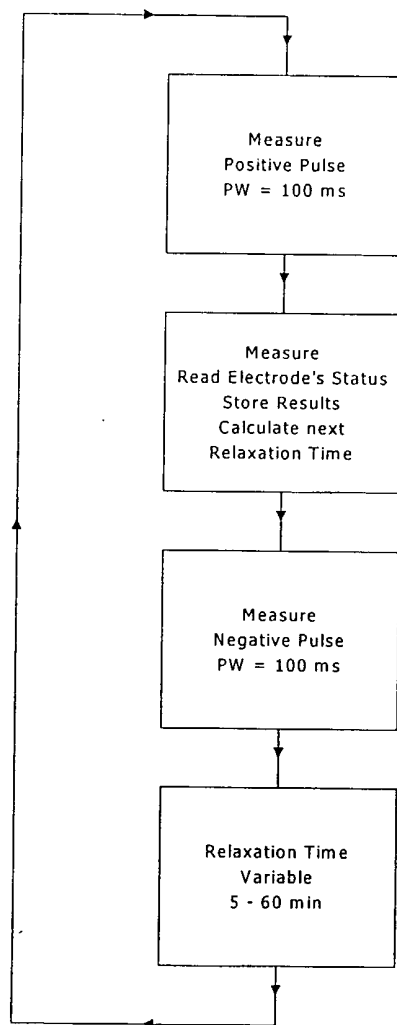 Measure
Positive Pulse
PW = 100 ms
Measure
Read Electrode's Status
Store Results
Calculate next
Relaxation Time
Measure
Negative Pulse
PW = 100 ms
Relaxation Time
Variable
5 - 60 min